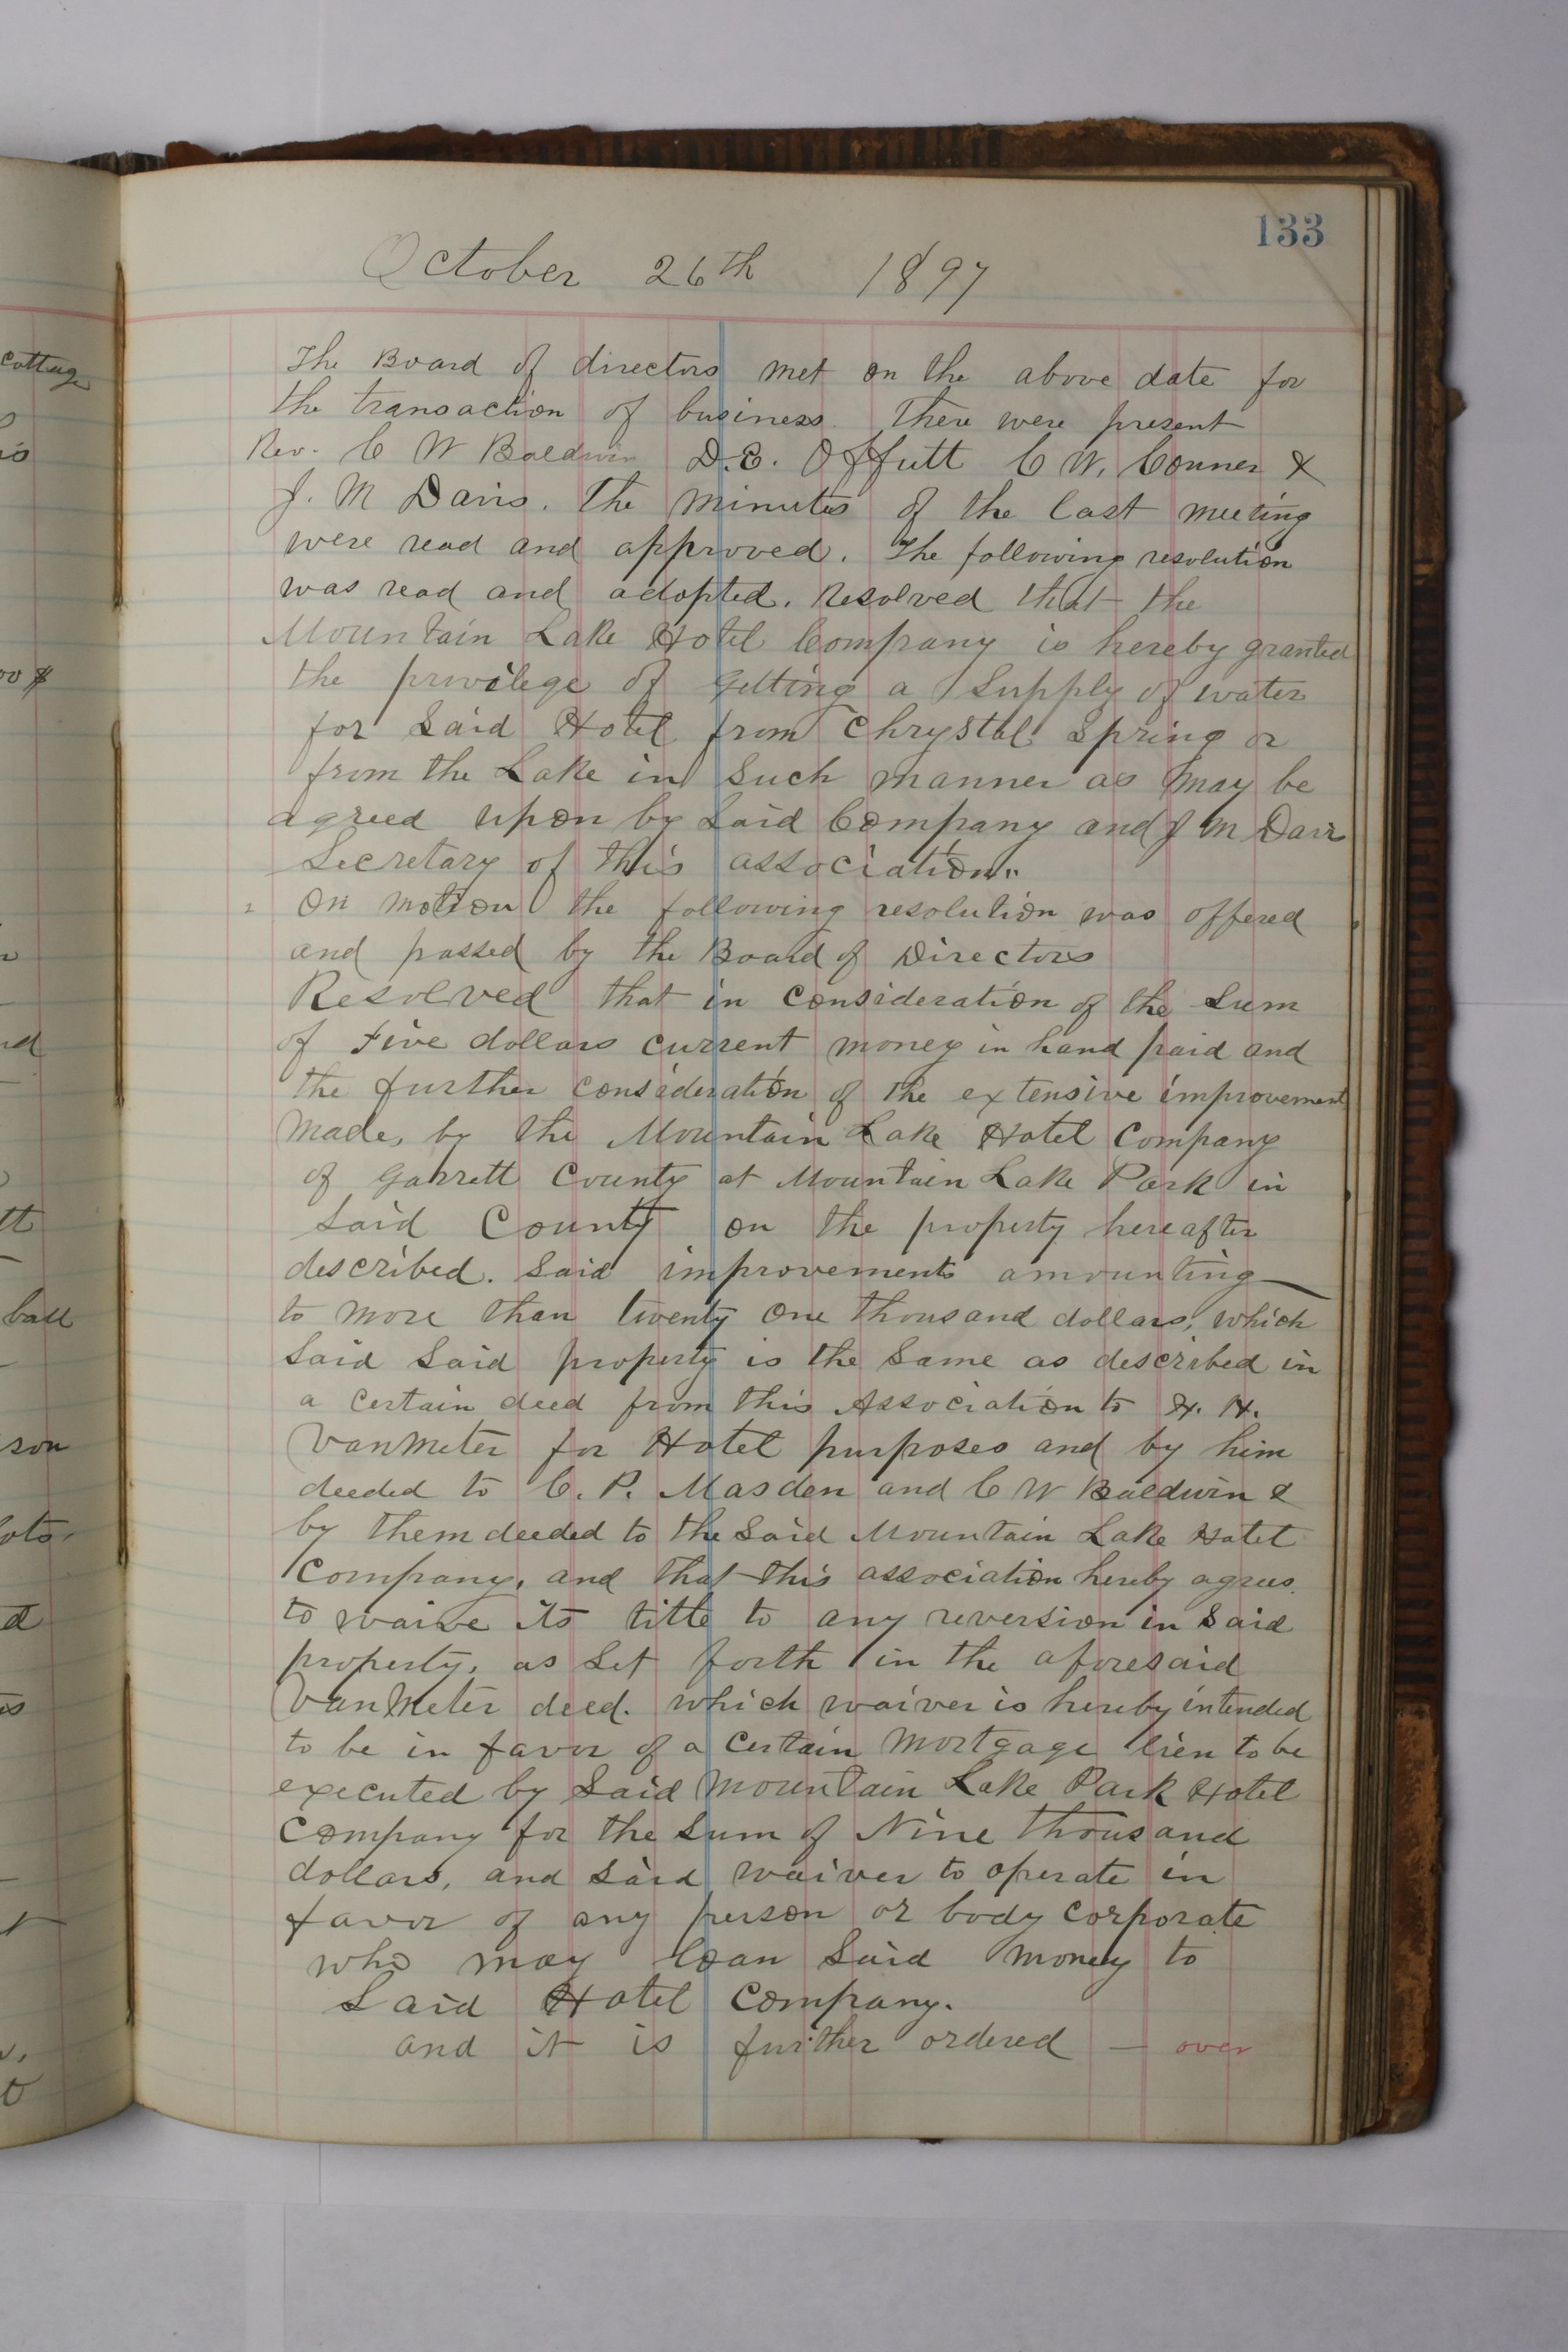 133
October 26th 1897
The Board of directors met on the above date for
the transaction of business. There were present
Rev. C W Baldwin D.E. Offutt C W. Conner &
J. M Davis. The minutes of the last meeting
were read and approved. The following resolution
was read and adopted. Resolved that the
Mountain Lake Hotel Company is hereby granted
the privilege of getting a supply of water
for said Hotel from Chrystal Spring or
from the Lake in such manner as may be
agreed upon by said Company and J M Davis
Secretary of this association."
On motion the following resolution was offered
and passed by the Board of Directors
Resolved that in consideration of the sum
of five dollars current money in hand paid and
the further consideration of the extensive improvement
made, by the Mountain Lake Hotel Company
of Garrett County at Mountain Lake Park in
said County on the property hereafter
described. Said improvements amounting
to more than twenty one thousand dollars, which
said said property is the same as described in
a certain deed from this Association to H. H.
VanMeter for Hotel purposes and by him
deeded to C. P. Masden and C W Baldwin &
by them deeded to the said Mountain Lake Hotel
Company, and that this association hereby agrees
to waive its title to any reversion in said
property, as set forth in the aforesaid
VanMeter deed. which waiver is hereby intended
to be in favor of a certain mortgage lien to be
executed by said Mountain Lake Park Hotel
Company for the sum of Nine thousand
dollars, and said waiver to operate in
favor of any person or body corporate
who may loan said money to
said Hotel Company.
and it is further ordered — over
cottage
ball
son
lots.